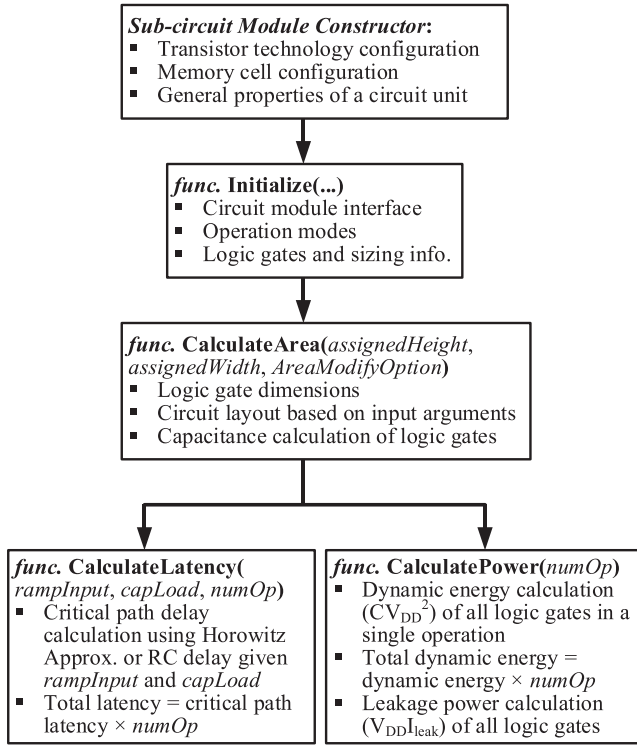 Sub-circuit Module Constructor:
▪ Transistor technology configuration
▪ Memory cell configuration
▪ General properties of a circuit unit
func. Initialize(...)
▪ Circuit module interface
▪ Operation modes
▪ Logic gates and sizing info.
func. CalculateArea(assignedHeight,
assignedWidth, AreaModifyOption)
▪ Logic gate dimensions
▪ Circuit layout based on input arguments
▪ Capacitance calculation of logic gates
func. CalculateLatency(
rampInput, capLoad, numOp)
▪ Critical path delay
calculation using Horowitz
Approx. or RC delay given
rampInput and capLoad
▪ Total latency = critical path
latency × numOp
func. CalculatePower(numOp)
▪ Dynamic energy calculation
(CV_DD²) of all logic gates in a
single operation
▪ Total dynamic energy =
dynamic energy × numOp
▪ Leakage power calculation
(V_DDI_leak) of all logic gates